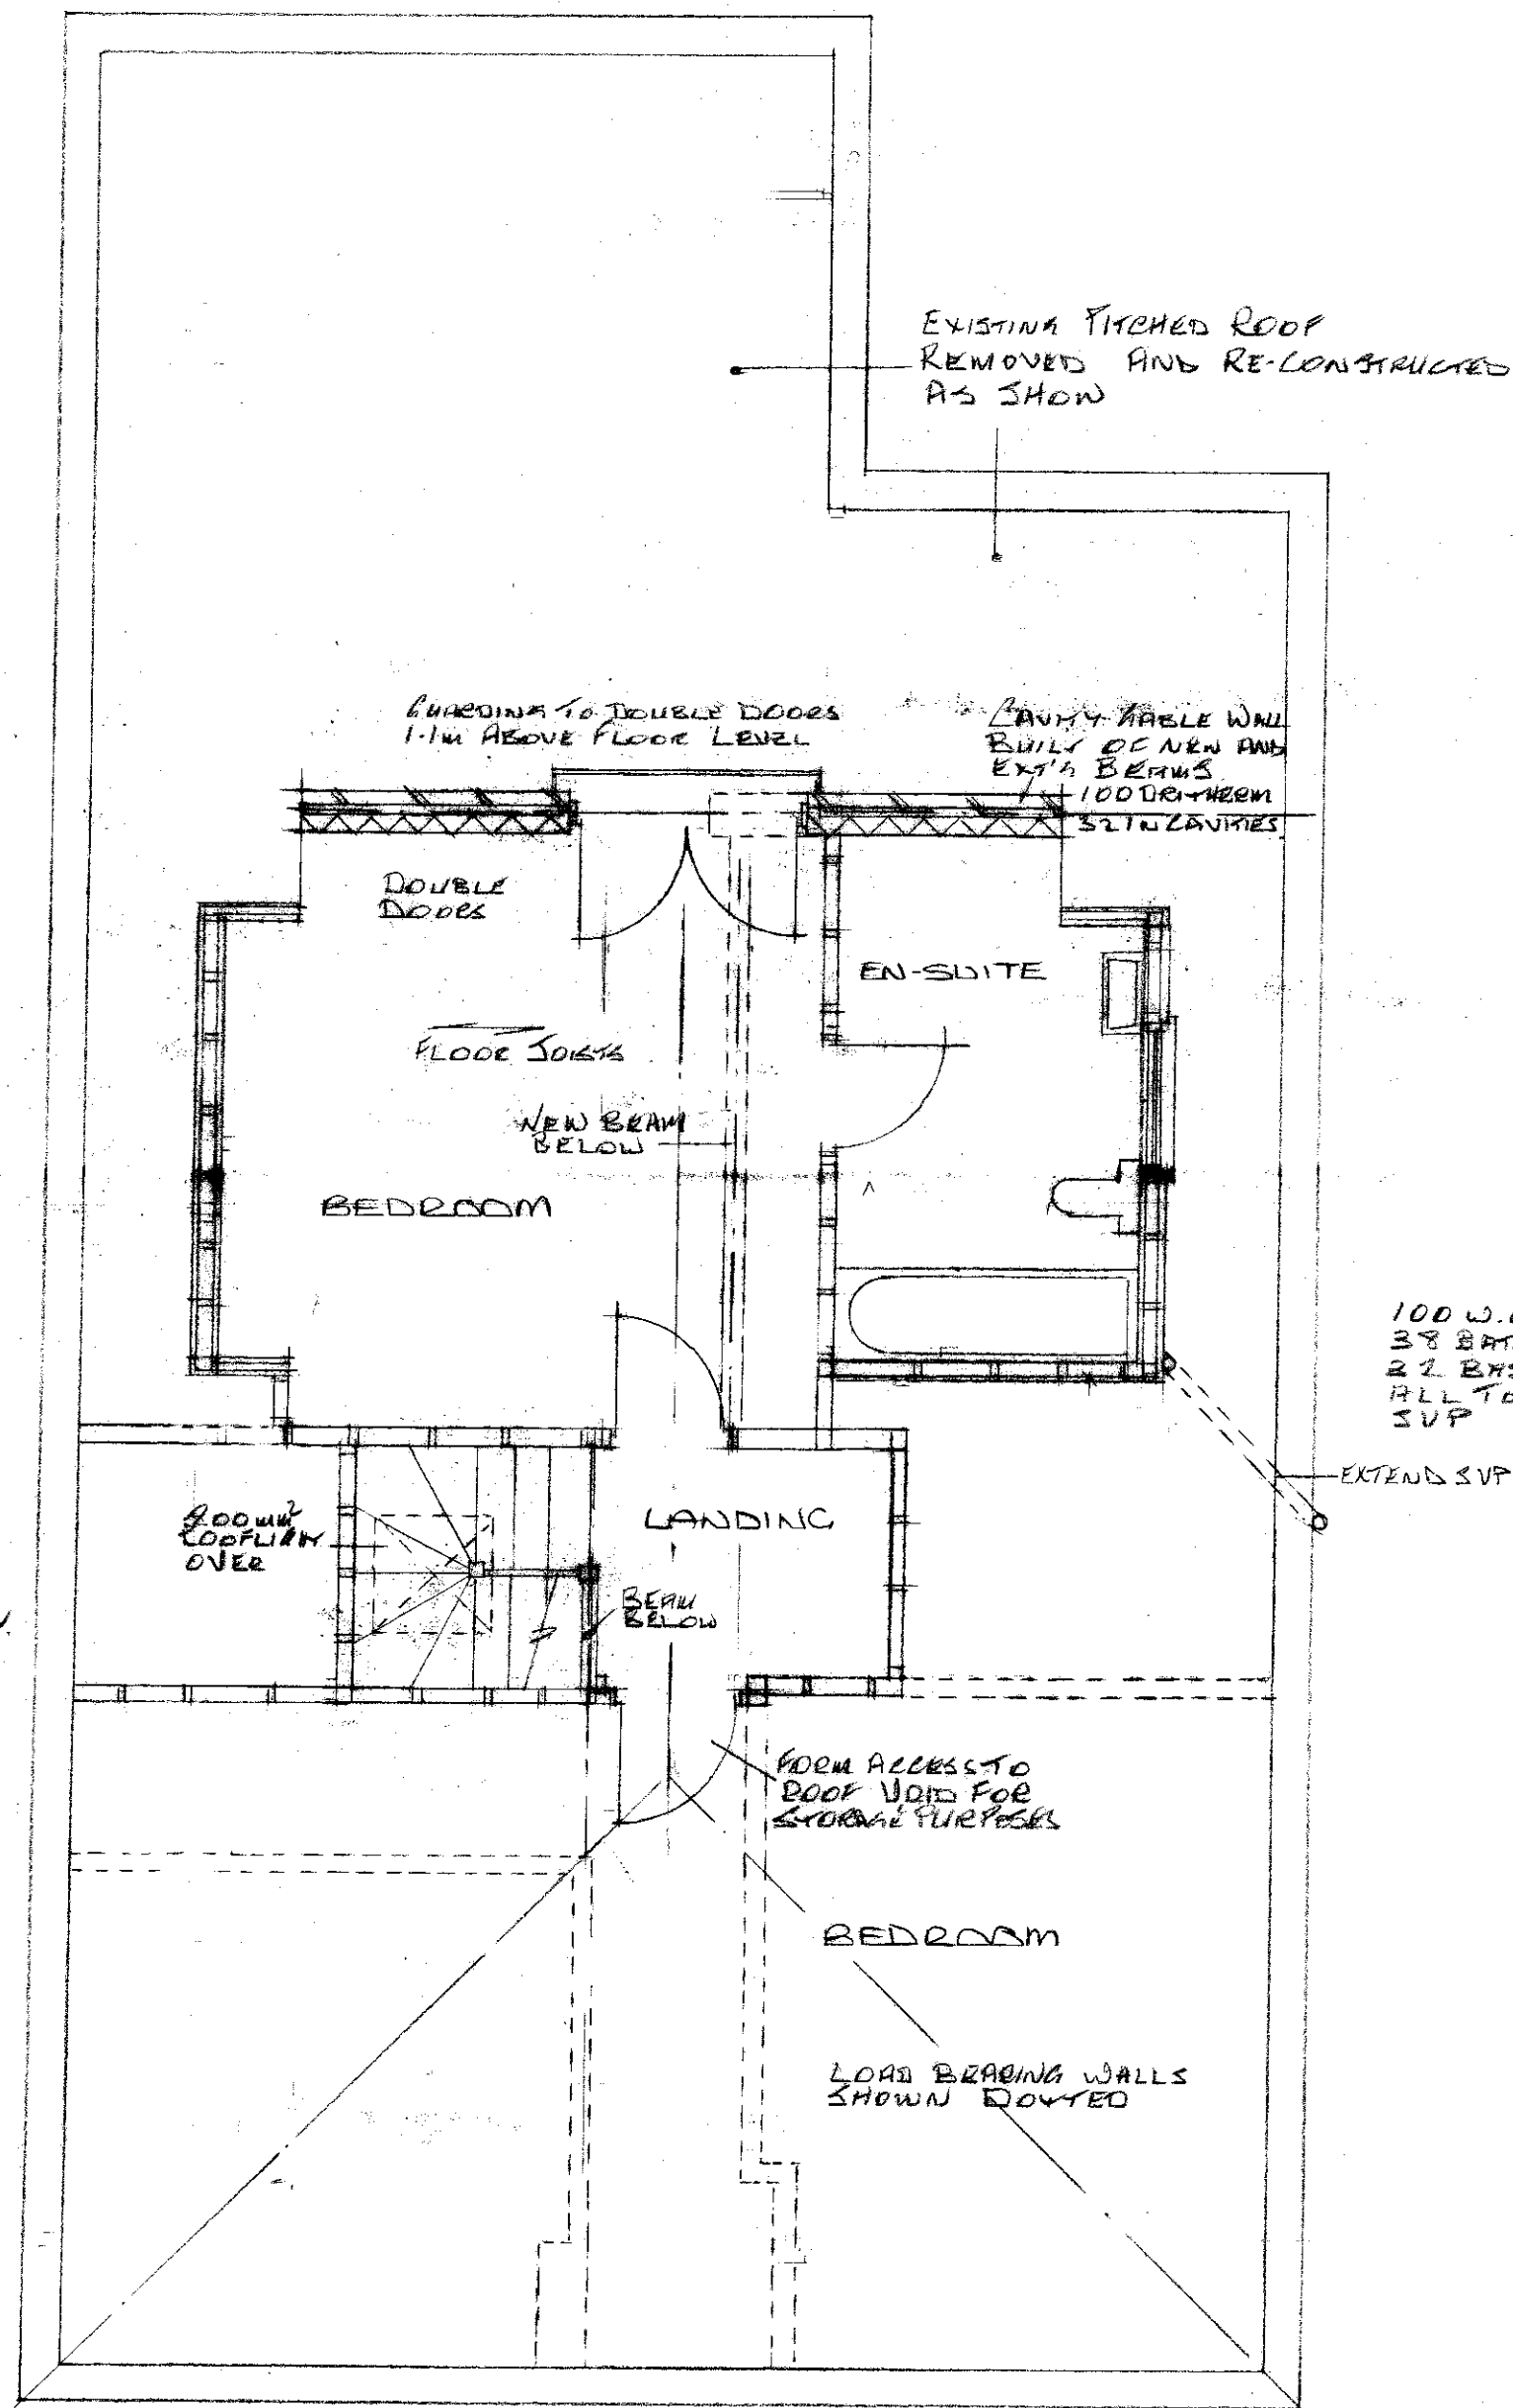 EXISTING PITCHED ROOF
REMOVED AND RE-CONSTRUCTED
AS SHOW
GUARDING TO DOUBLE DOORS
1.1m ABOVE FLOOR LEVEL
CAVITY GABLE WALL
BUILT OF NEW AND
EXT'G BEAMS
100 DRITHERM
32 IN CAVITIES
DOUBLE
DOORS
EN-SUITE
FLOOR JOISTS
NEW BEAM
BELOW
BEDROOM
100 W.
38 BAT
32 BAS
ALL TO
SVP
EXTEND SVP
LANDING
900mm²
ROOFLIGHT
OVER
BEAM
BELOW
FORM ACCESS TO
ROOF VOID FOR
STORAGE PURPOSES
BEDROOM
LOAD BEARING WALLS
SHOWN DOTTED